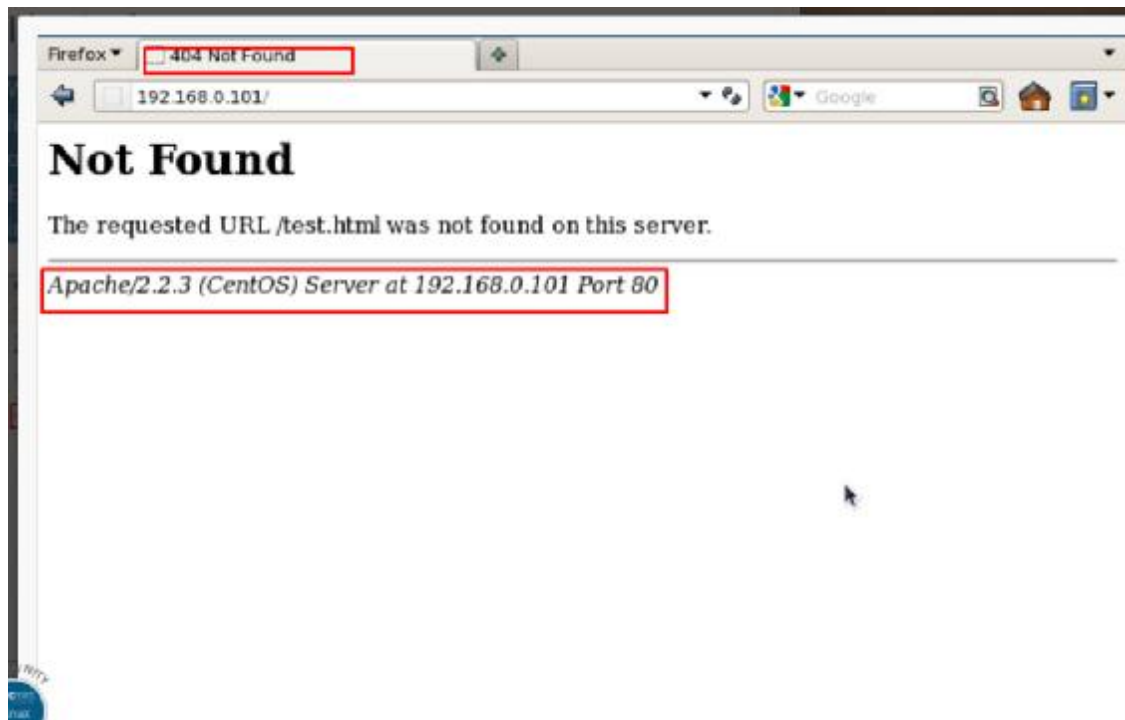 Firefox
404 Not Found
192.168.0.101/
Google
Not Found
The requested URL /test.html was not found on this server.
Apache/2.2.3 (CentOS) Server at 192.168.0.101 Port 80